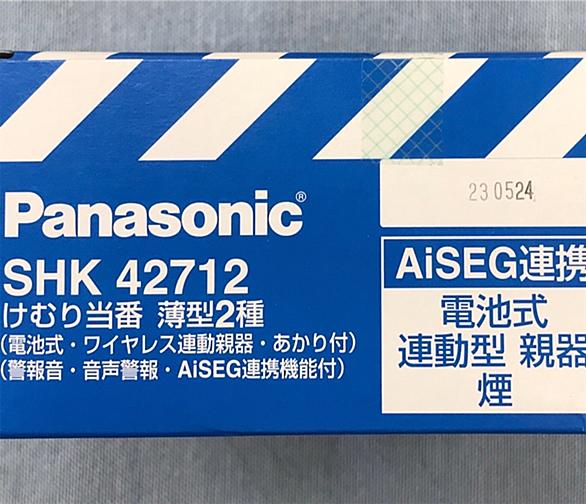 Panasonic®
230524
SHK 42712
けむり当番 薄型2種
(電池式・ワイヤレス連動親器・あかり付)
(警報音・音声警報・AiSEG連携機能付)
AiSEG連携
電池式
連動型 親器
煙